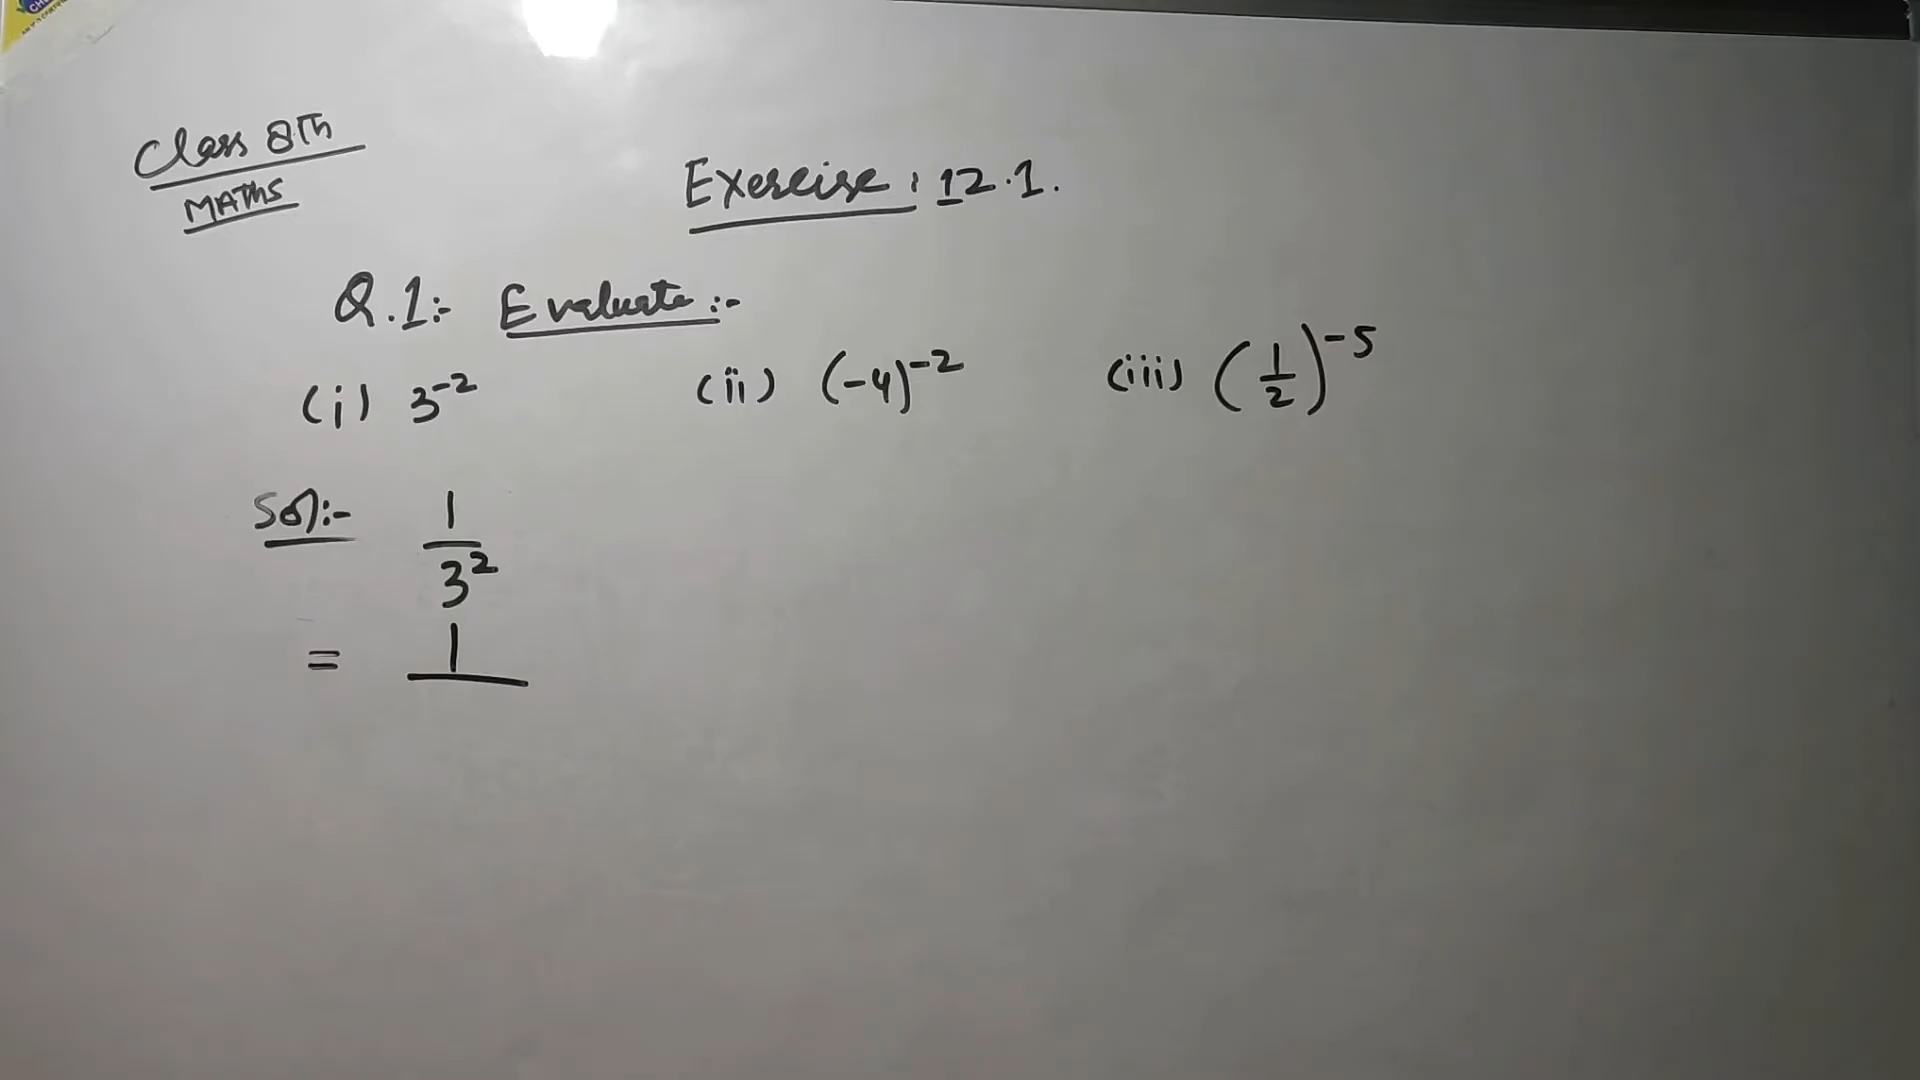 Class 8Th
MATHS
Exercise : 12.1.
Q.1:- Evaluate :-
(i) 3⁻² (ii) (-4)⁻² (iii) (1/2)⁻⁵
Sol:- 1/3²
= 1/